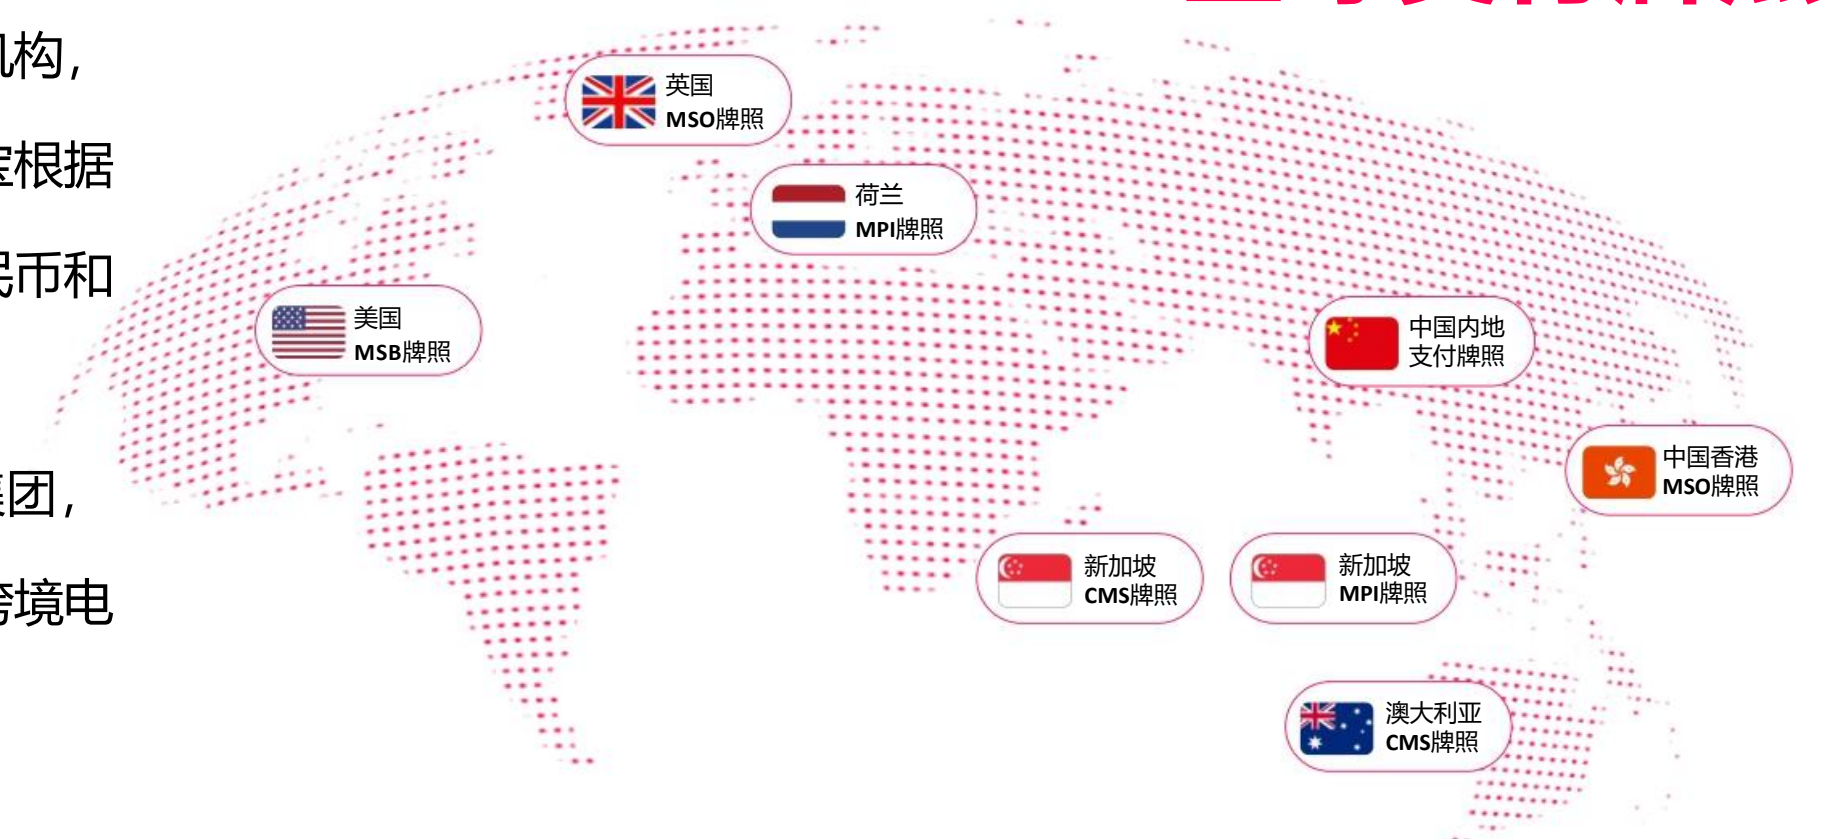 机构，
根据
民币和
集团，
跨境电
英国
MSO牌照
荷兰
MPI牌照
美国
MSB牌照
中国内地
支付牌照
中国香港
MSO牌照
新加坡
CMS牌照
新加坡
MPI牌照
澳大利亚
CMS牌照